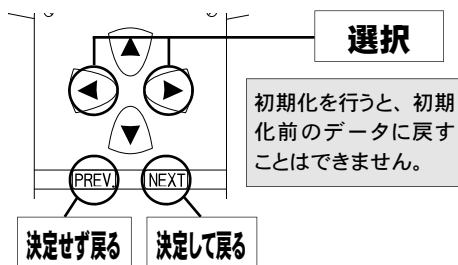 選択
初期化を行うと、初期
化前のデータに戻す
ことはできません。
PREV.
NEXT
決定せず戻る
決定して戻る